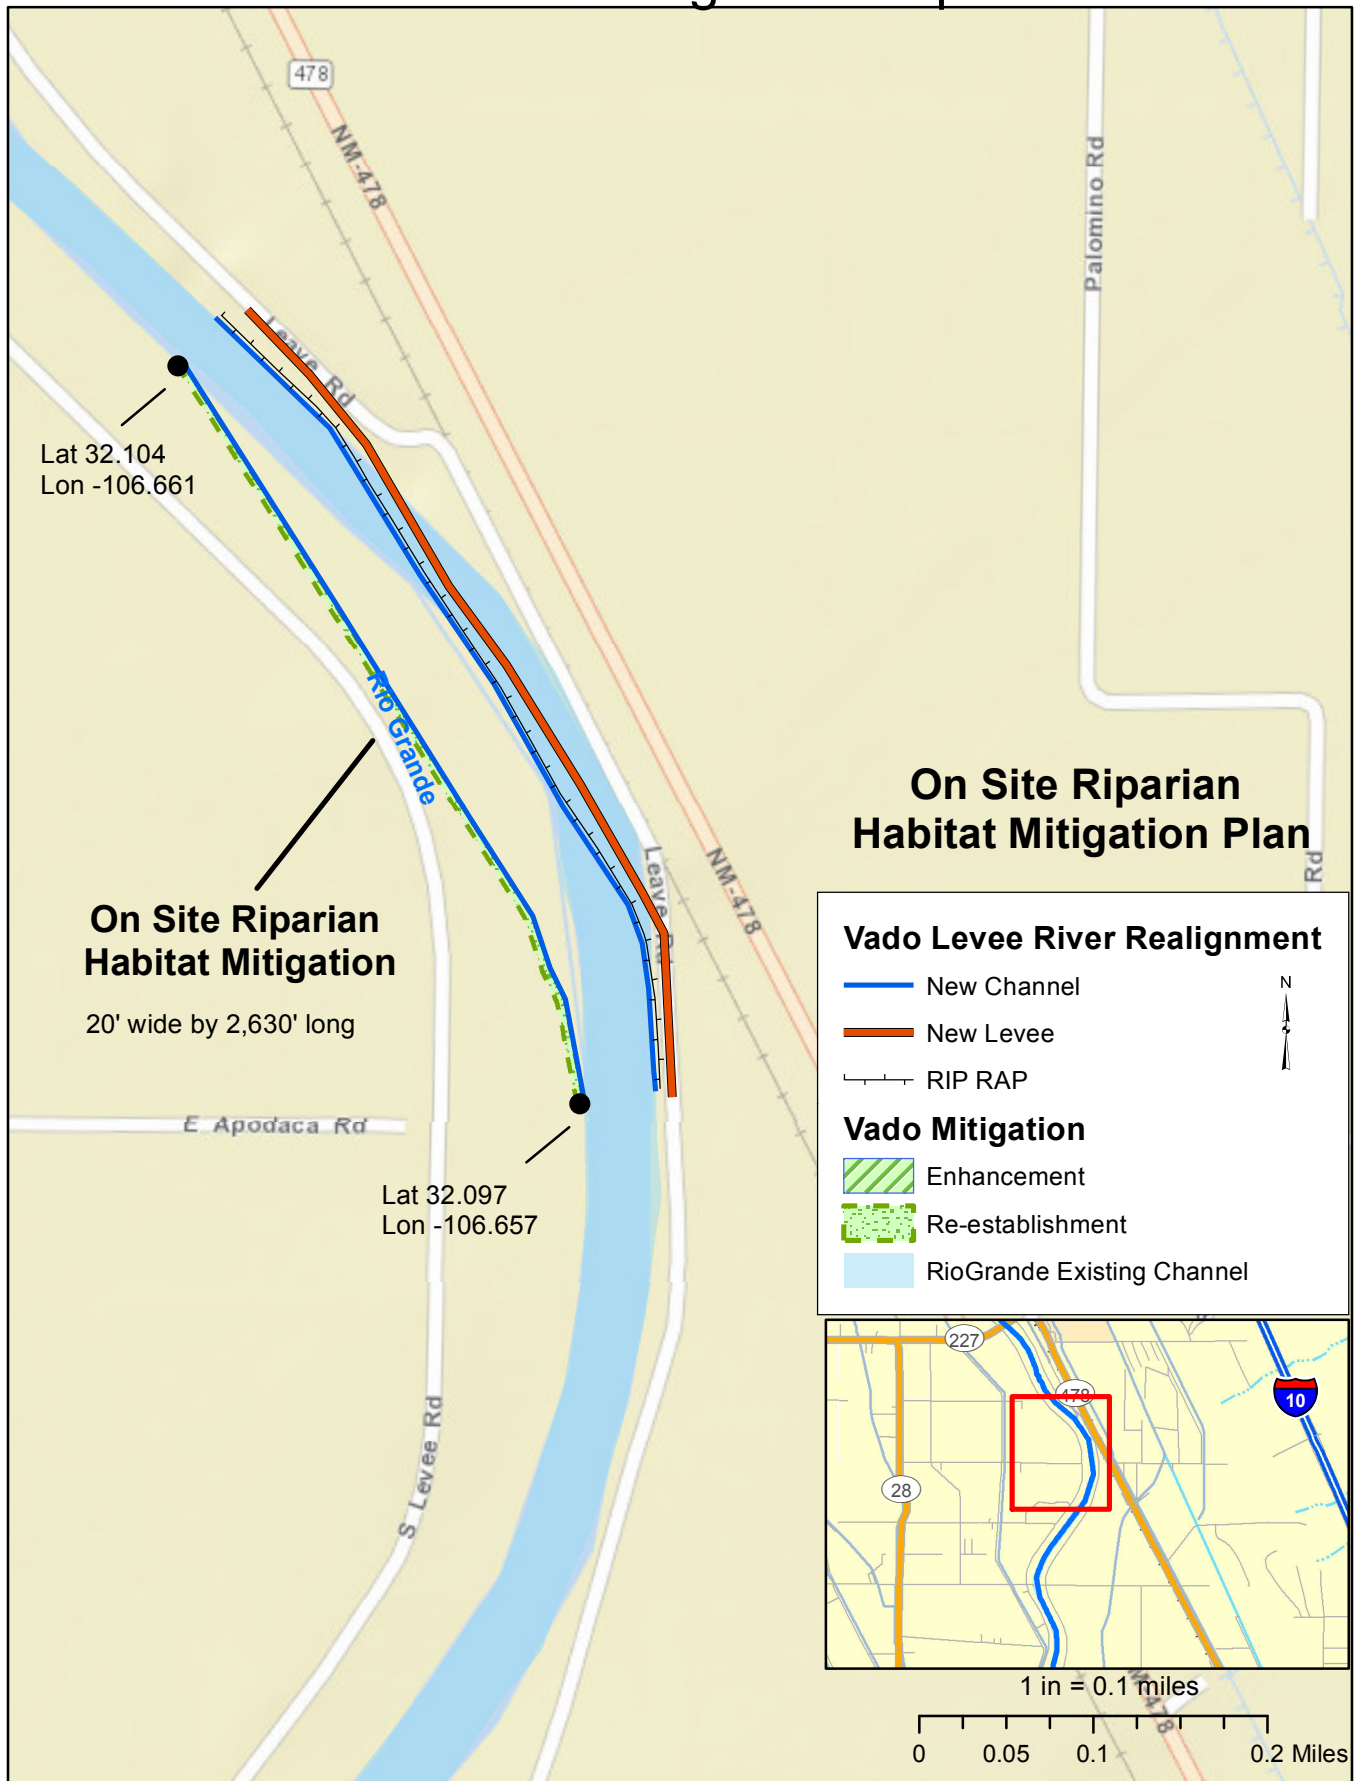 478
NM-478
Palomino Rd
Leave Rd
Lat 32.104
Lon -106.661
Rio Grande
On Site Riparian
Habitat Mitigation Plan
Rd
Leave Rd
NM-478
On Site Riparian
Habitat Mitigation
20' wide by 2,630' long
Vado Levee River Realignment
New Channel
N
New Levee
RIP RAP
Vado Mitigation
Enhancement
Re-establishment
RioGrande Existing Channel
E Apodaca Rd
Lat 32.097
Lon -106.657
S Levee Rd
227
478
10
28
1 in = 0.1 miles
M-478
0 0.05 0.1 0.2 Miles